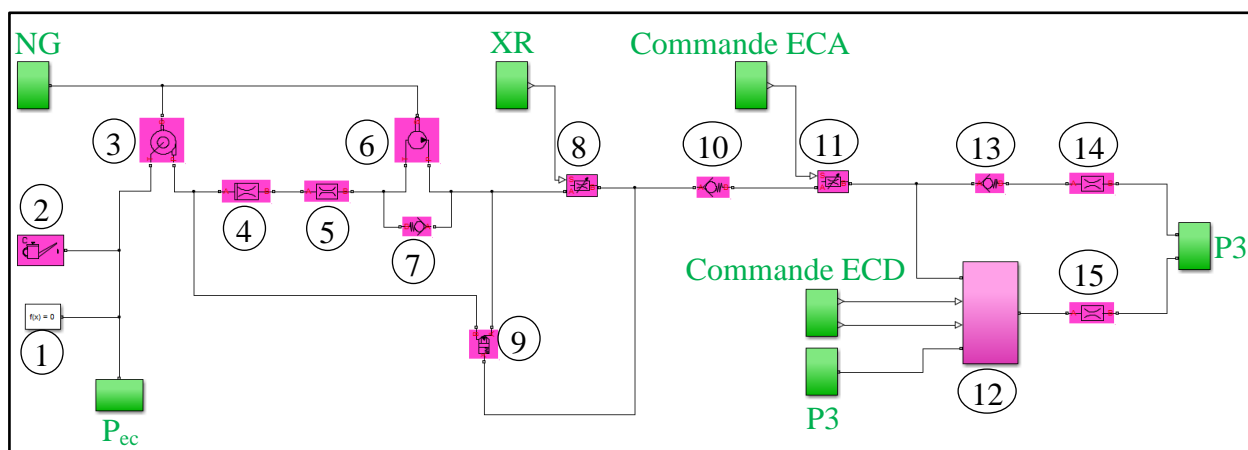 NG
XR
Commande ECA
3
6
8
10
11
13
14
2
4
5
7
P3
Commande ECD
15
f(x) = 0
1
9
12
P3
Pec